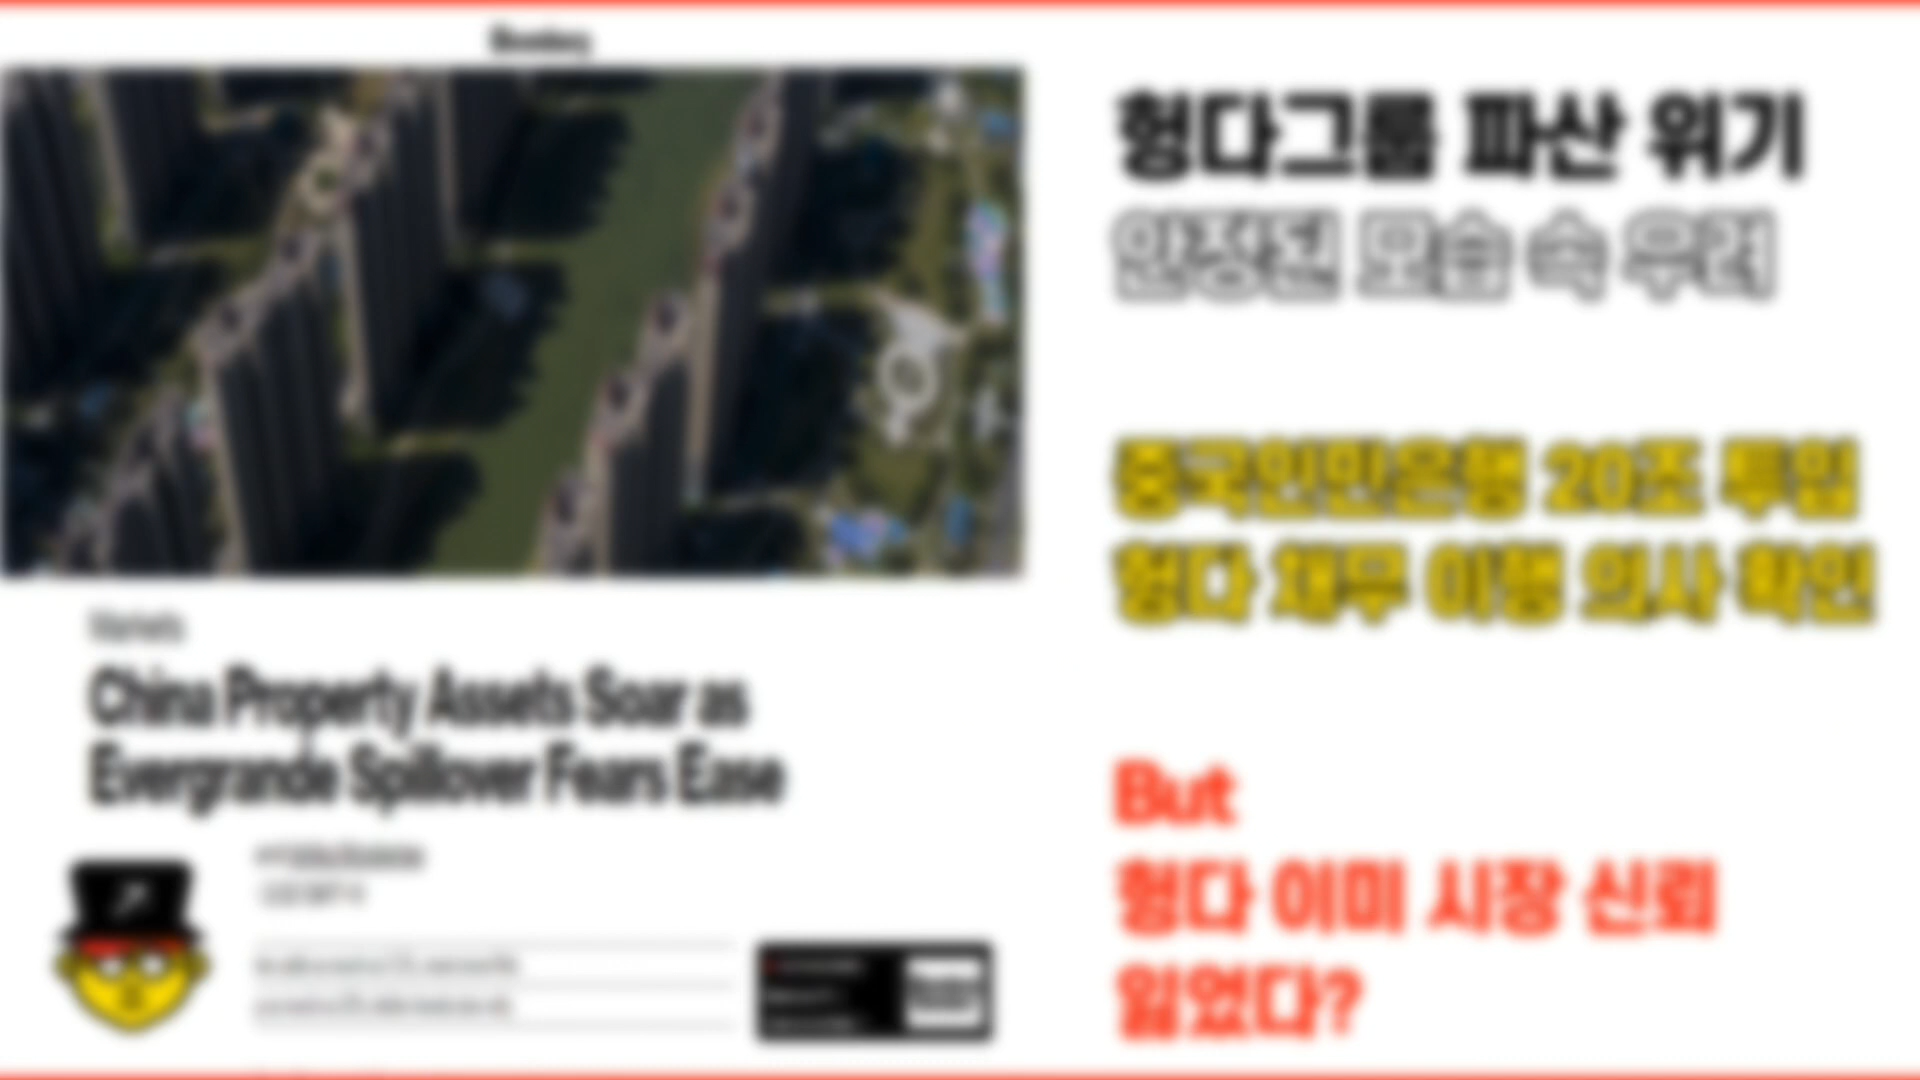 Bloomberg
Markets
China Property Assets Soar as
Evergrande Spillover Fears Ease
헝다그룹 파산 위기
안정된 모습 속 우려
중국인민은행 20조 투입
헝다 채무 이행 의사 확인
But
헝다 이미 시장 신뢰
잃었다?